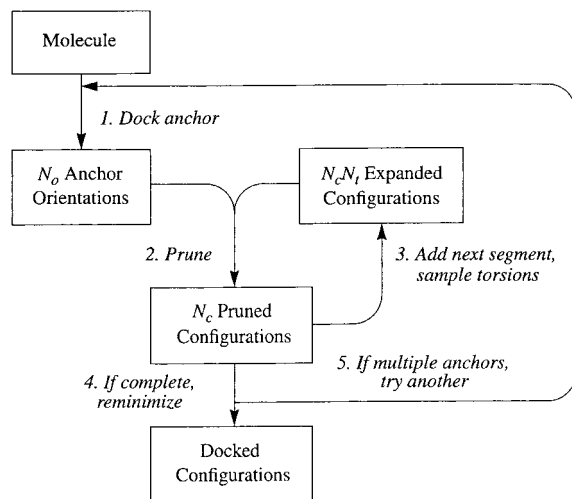 Molecule
1. Dock anchor
N_o Anchor
Orientations
N_cN_t Expanded
Configurations
2. Prune
3. Add next segment,
sample torsions
N_c Pruned
Configurations
4. If complete,
reminimize
5. If multiple anchors,
try another
Docked
Configurations